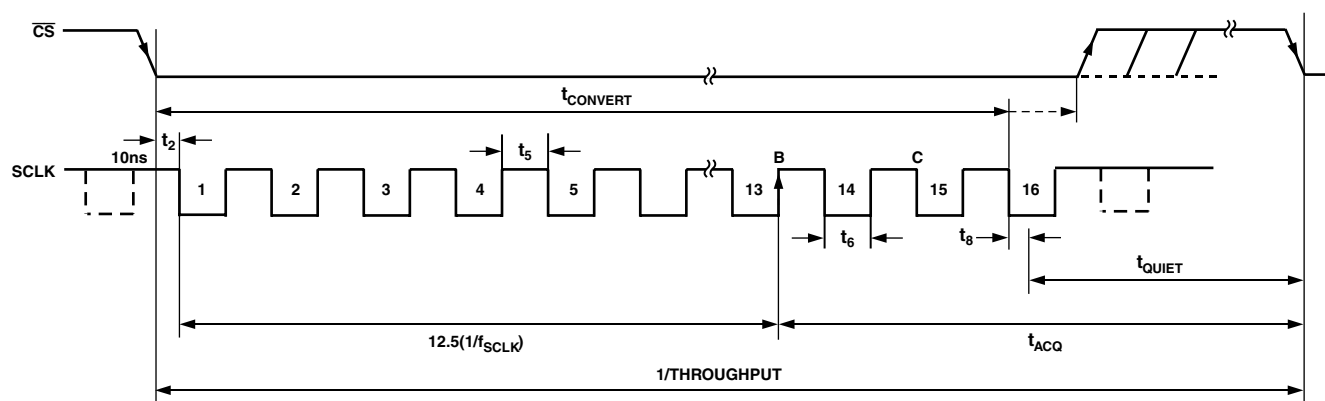 CS
tCONVERT
t2
10ns
t5
B
C
SCLK
1 2 3 4 5 13 14 15 16
t6
t8
tQUIET
12.5(1/fSCLK)
tACQ
1/THROUGHPUT